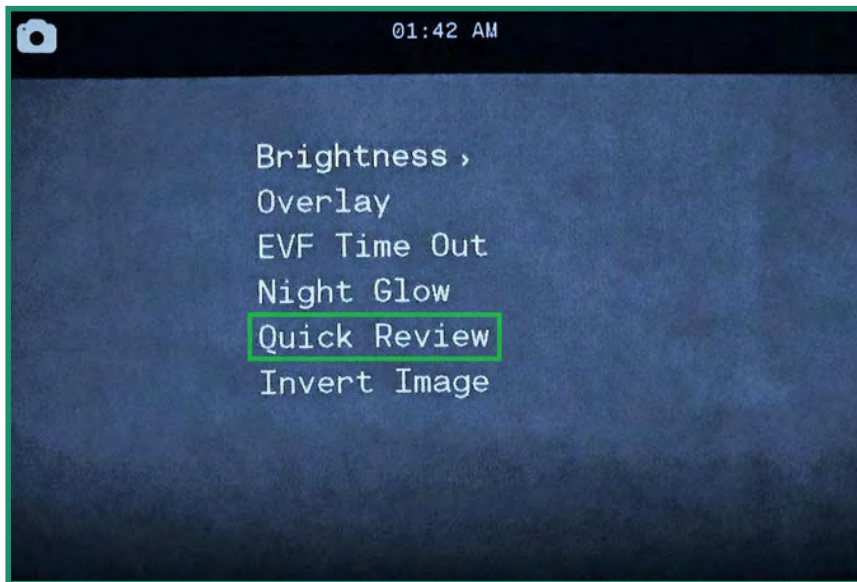 01:42 AM
Brightness ›
Overlay
EVF Time Out
Night Glow
Quick Review
Invert Image